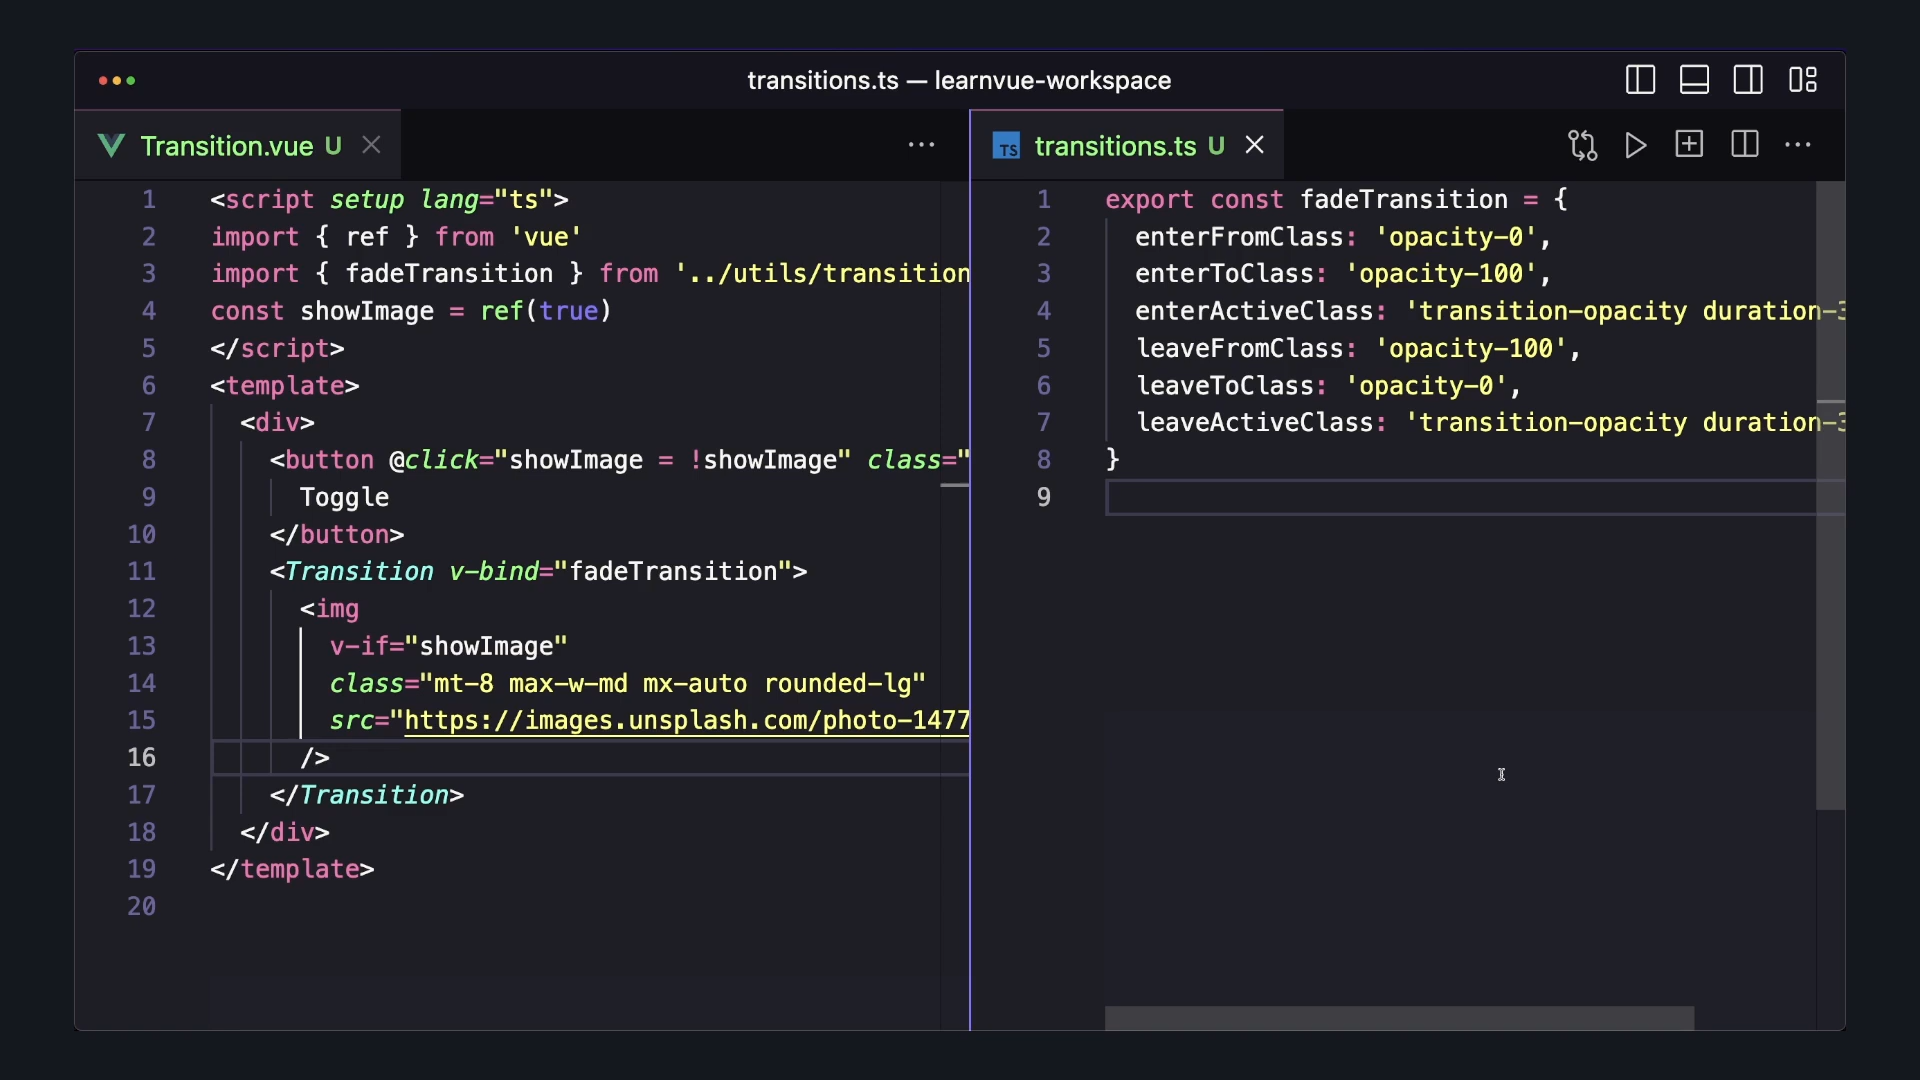 transitions.ts — learnvue-workspace
Transition.vue U
1 <script setup lang="ts">
2 import { ref } from 'vue'
3 import { fadeTransition } from '../utils/transition
4 const showImage = ref(true)
5 </script>
6 <template>
7 <div>
8 <button @click="showImage = !showImage" class="
9 Toggle
10 </button>
11 <Transition v-bind="fadeTransition">
12 <img
13 v-if="showImage"
14 class="mt-8 max-w-md mx-auto rounded-lg"
15 src="https://images.unsplash.com/photo-1477
16 />
17 </Transition>
18 </div>
19 </template>
20
TS transitions.ts U
1 export const fadeTransition = {
2 enterFromClass: 'opacity-0',
3 enterToClass: 'opacity-100',
4 enterActiveClass: 'transition-opacity duration-3
5 leaveFromClass: 'opacity-100',
6 leaveToClass: 'opacity-0',
7 leaveActiveClass: 'transition-opacity duration-3
8 }
9